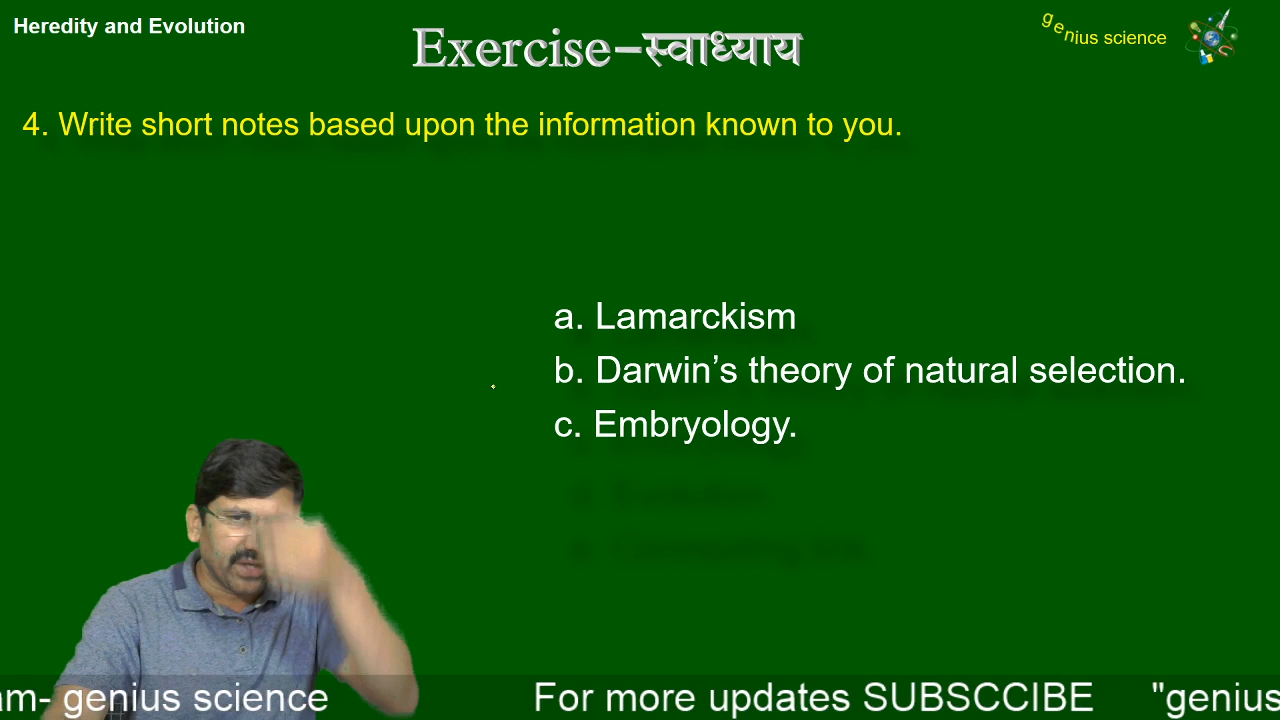 Heredity and Evolution
Exercise-स्वाध्याय
genius science
4. Write short notes based upon the information known to you.
a. Lamarckism
b. Darwin’s theory of natural selection.
c. Embryology.
am- genius science For more updates SUBSCCIBE "genius